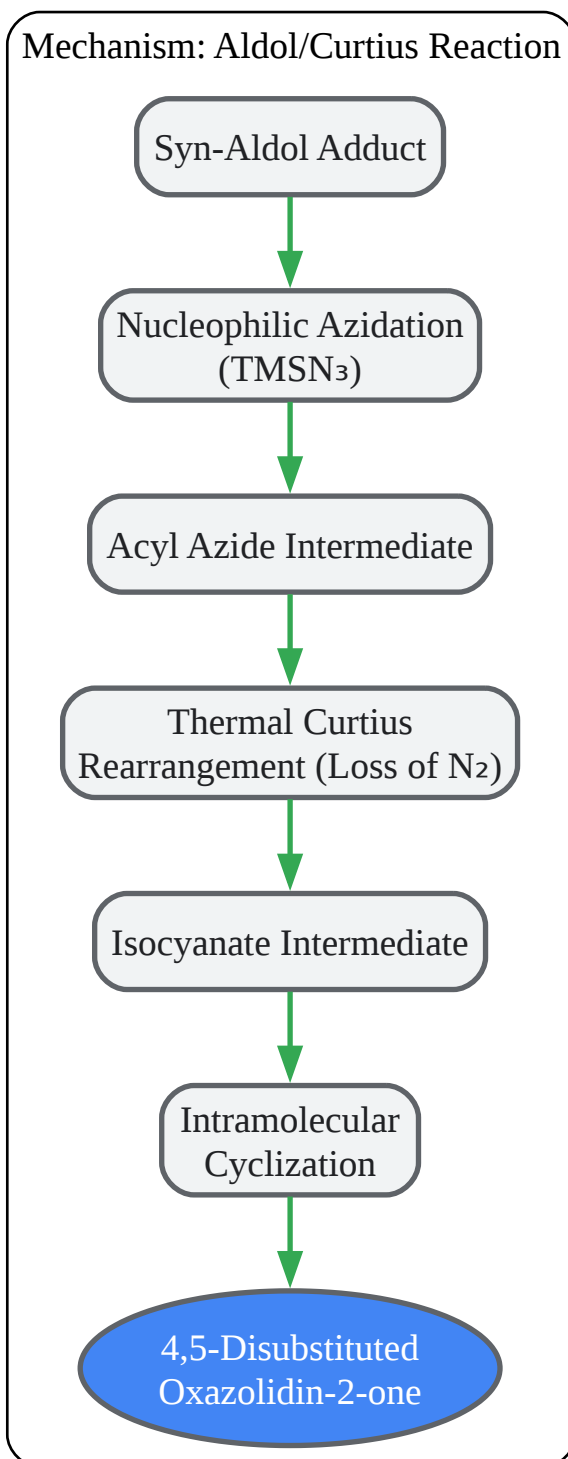 Mechanism: Aldol/Curtius Reaction
Syn-Aldol Adduct
Nucleophilic Azidation
(TMSN₃)
Acyl Azide Intermediate
Thermal Curtius
Rearrangement (Loss of N₂)
Isocyanate Intermediate
Intramolecular
Cyclization
4,5-Disubstituted
Oxazolidin-2-one